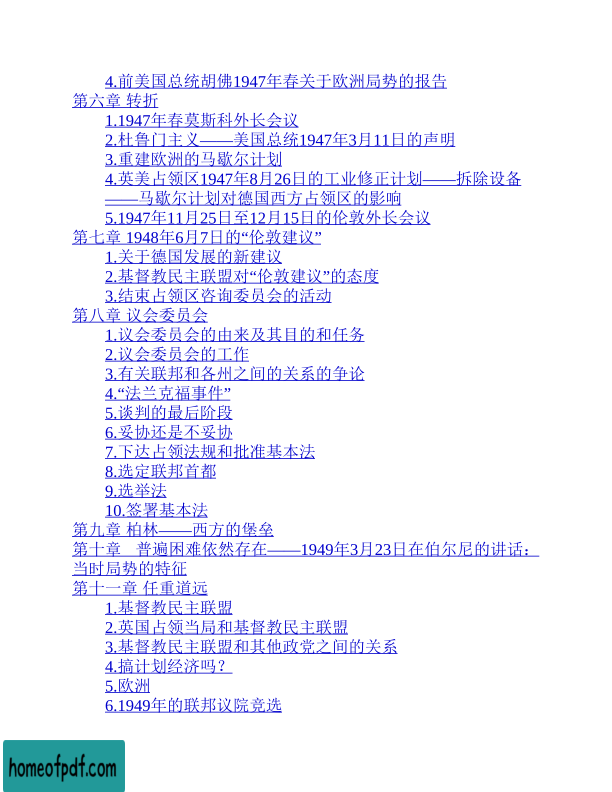 4.前美国总统胡佛1947年春关于欧洲局势的报告
第六章 转折
1.1947年春莫斯科外长会议
2.杜鲁门主义——美国总统1947年3月11日的声明
3.重建欧洲的马歇尔计划
4.英美占领区1947年8月26日的工业修正计划——拆除设备
——马歇尔计划对德国西方占领区的影响
5.1947年11月25日至12月15日的伦敦外长会议
第七章 1948年6月7日的“伦敦建议”
1.关于德国发展的新建议
2.基督教民主联盟对“伦敦建议”的态度
3.结束占领区咨询委员会的活动
第八章 议会委员会
1.议会委员会的由来及其目的和任务
2.议会委员会的工作
3.有关联邦和各州之间的关系的争论
4.“法兰克福事件”
5.谈判的最后阶段
6.妥协还是不妥协
7.下达占领法规和批准基本法
8.选定联邦首都
9.选举法
10.签署基本法
第九章 柏林——西方的堡垒
第十章 普遍困难依然存在——1949年3月23日在伯尔尼的讲话：
当时局势的特征
第十一章 任重道远
1.基督教民主联盟
2.英国占领当局和基督教民主联盟
3.基督教民主联盟和其他政党之间的关系
4.搞计划经济吗？
5.欧洲
6.1949年的联邦议院竞选
homeofpdf.com